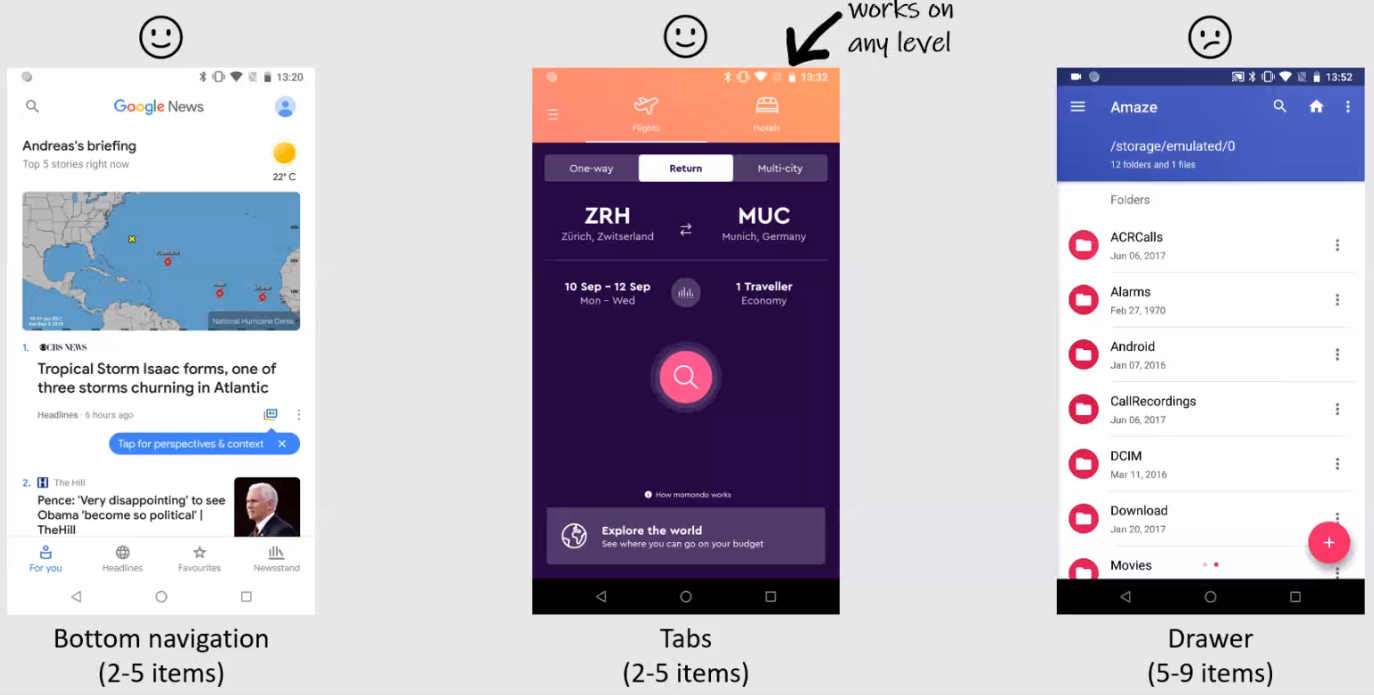 works on
any level
13:20
Google News
Andreas's briefing
Top 5 stories right now
22° C
National Hurricane Center
1. CBS NEWS
Tropical Storm Isaac forms, one of
three storms churning in Atlantic
Headlines · 6 hours ago
Tap for perspectives & context
2. H The Hill
Pence: 'Very disappointing' to see
Obama 'become so political' |
TheHill
For you
Headlines
Favourites
Newsstand
Bottom navigation
(2-5 items)
13:32
Flights
Hotels
One-way
Return
Multi-city
ZRH
MUC
Zürich, Zwitserland
Munich, Germany
10 Sep – 12 Sep
1 Traveller
Mon – Wed
Economy
How momondo works
Explore the world
See where you can go on your budget
Tabs
(2-5 items)
13:52
Amaze
/storage/emulated/0
12 folders and 1 files
Folders
ACRCalls
Jun 06, 2017
Alarms
Feb 27, 1970
Android
Jan 07, 2016
CallRecordings
Jun 06, 2017
DCIM
Mar 11, 2016
Download
Jan 20, 2017
Movies
Drawer
(5-9 items)